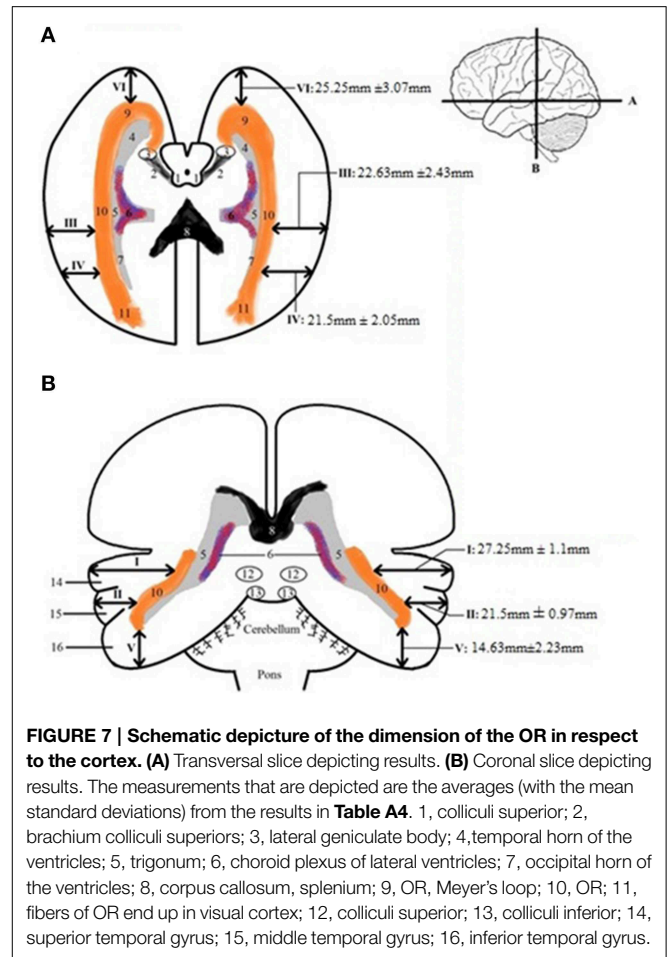 A
VI
VI: 25.25mm ±3.07mm
9
9
4
4
A
3
3
2
1
1
2
B
III: 22.63mm ±2.43mm
III
10
5
6
6
5
10
8
IV
7
7
11
11
IV: 21.5mm ± 2.05mm
B
8
I
5
6
5
I: 27.25mm ± 1.1mm
14
12
12
II
10
13
13
10
II: 21.5mm ± 0.97mm
15
Cerebellum
16
V
V: 14.63mm±2.23mm
Pons
FIGURE 7 | Schematic depicture of the dimension of the OR in respect
to the cortex. (A) Transversal slice depicting results. (B) Coronal slice depicting
results. The measurements that are depicted are the averages (with the mean
standard deviations) from the results in Table A4. 1, colliculi superior; 2,
brachium colliculi superiors; 3, lateral geniculate body; 4,temporal horn of the
ventricles; 5, trigonum; 6, choroid plexus of lateral ventricles; 7, occipital horn of
the ventricles; 8, corpus callosum, splenium; 9, OR, Meyer's loop; 10, OR; 11,
fibers of OR end up in visual cortex; 12, colliculi superior; 13, colliculi inferior; 14,
superior temporal gyrus; 15, middle temporal gyrus; 16, inferior temporal gyrus.